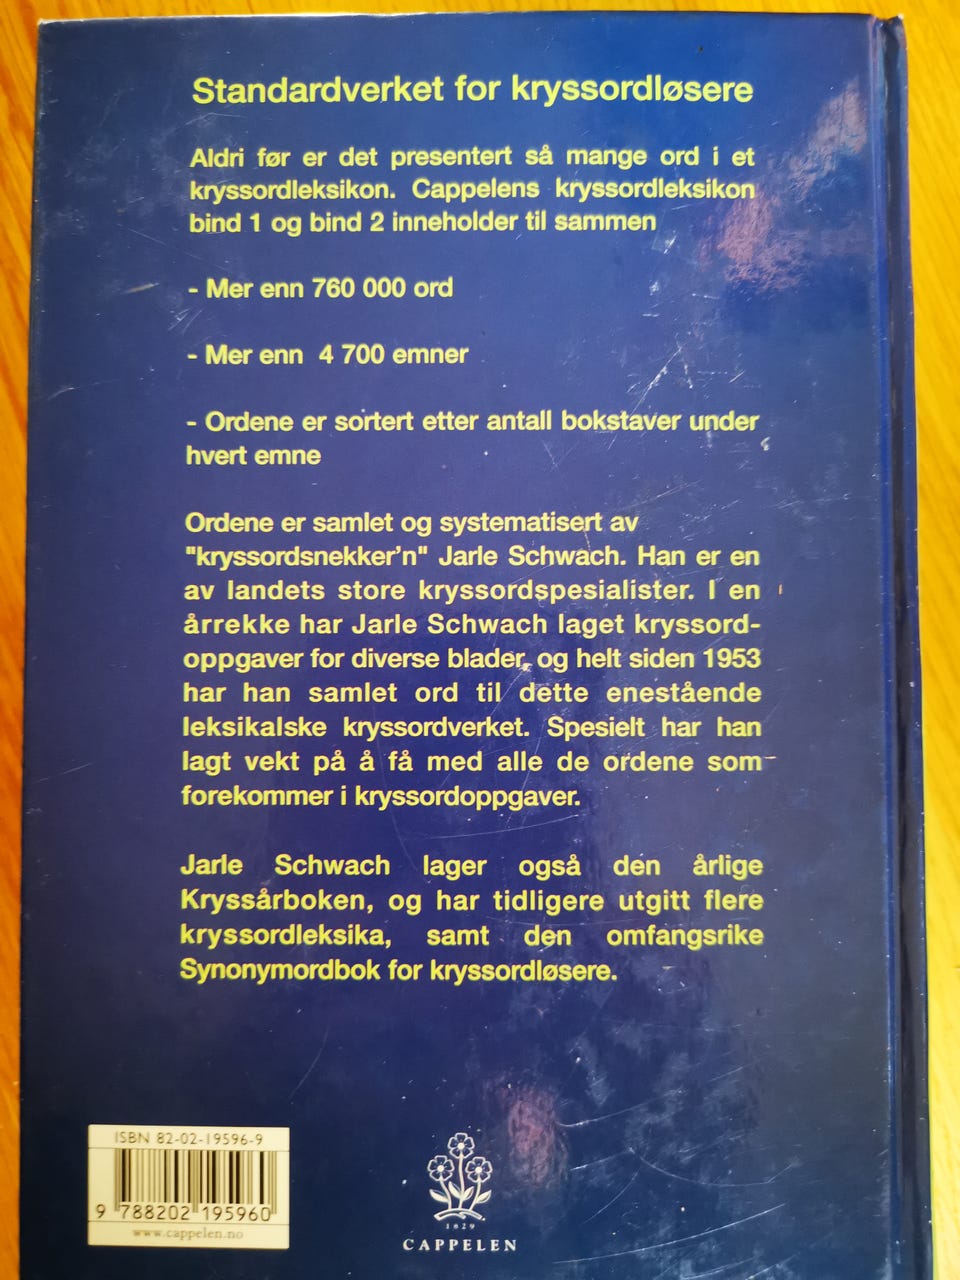 Standardverket for kryssordløsere
Aldri før er det presentert så mange ord i et
kryssordleksikon. Cappelens kryssordleksikon
bind 1 og bind 2 inneholder til sammen
- Mer enn 760 000 ord
- Mer enn 4 700 emner
- Ordene er sortert etter antall bokstaver under
hvert emne
Ordene er samlet og systematisert av
"kryssordsnekker'n" Jarle Schwach. Han er en
av landets store kryssordspesialister. I en
årrekke har Jarle Schwach laget kryssord-
oppgaver for diverse blader, og helt siden 1953
har han samlet ord til dette enestående
leksikalske kryssordverket. Spesielt har han
lagt vekt på å få med alle de ordene som
forekommer i kryssordoppgaver.
Jarle Schwach lager også den årlige
Kryssårboken, og har tidligere utgitt flere
kryssordleksika, samt den omfangsrike
Synonymordbok for kryssordløsere.
ISBN 82-02-19596-9
9 788202 195960
www.cappelen.no
1829
CAPPELEN